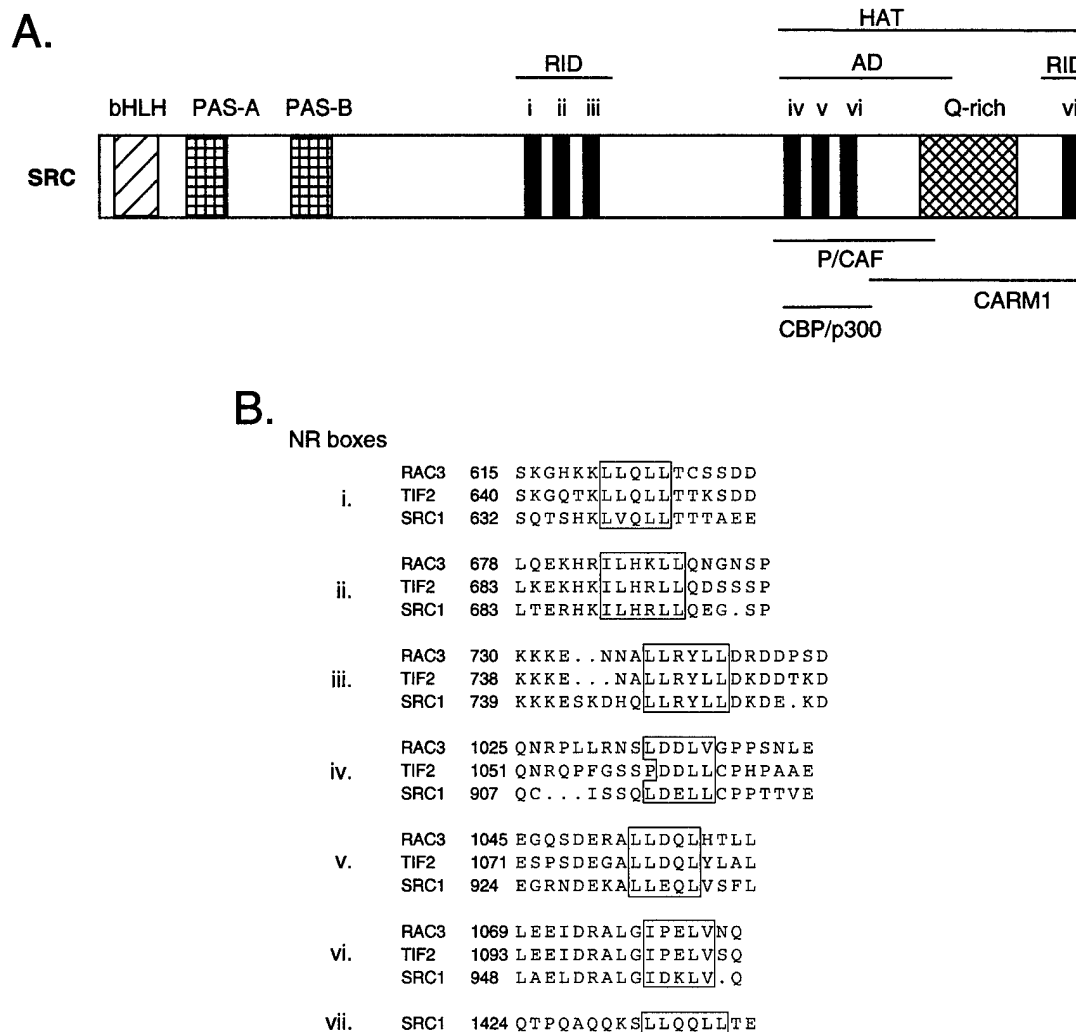 A.
HAT
RID AD RID
bHLH PAS-A PAS-B i ii iii iv v vi Q-rich vi
SRC
P/CAF
CARM1
CBP/p300
B.
NR boxes
i.
RAC3 615 SKGHKKLLQLLTCSSDD
TIF2 640 SKGQTKLLQLLTTKSDD
SRC1 632 SQTSHKLVQLLTTTAEE
ii.
RAC3 678 LQEKHRILHKLLQNGNSP
TIF2 683 LKEKHKILHRLLQDSSSP
SRC1 683 LTERHKILHRLLQEG.SP
iii.
RAC3 730 KKKE..NNALLRYLLDRDDPSD
TIF2 738 KKKE...NALLRYLLDKDDTKD
SRC1 739 KKKESKDHQLLRYLLDKDE.KD
iv.
RAC3 1025 QNRPLLRNSLDDLVGPPSNLE
TIF2 1051 QNRQPFGSSPDDLLCPHPAAE
SRC1 907 QC...ISSQLDELLCPPTTVE
v.
RAC3 1045 EGQSDERALLDQLHTLL
TIF2 1071 ESPSDEGALLDQLYLAL
SRC1 924 EGRNDEKALLEQLVSFL
vi.
RAC3 1069 LEEIDRALGIPELVNQ
TIF2 1093 LEEIDRALGIPELVSQ
SRC1 948 LAELDRALGIDKLV.Q
vii. SRC1 1424 QTPQAQQKSLLQQLLTE